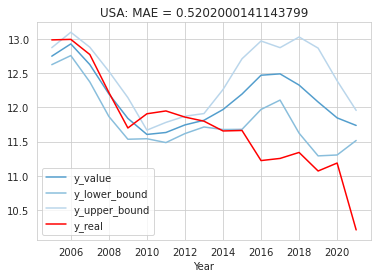 USA: MAE = 0.5202000141143799
13.0
12.5
12.0
11.5
11.0
10.5
y_value
y_lower_bound
y_upper_bound
y_real
2006 2008 2010 2012 2014 2016 2018 2020
Year